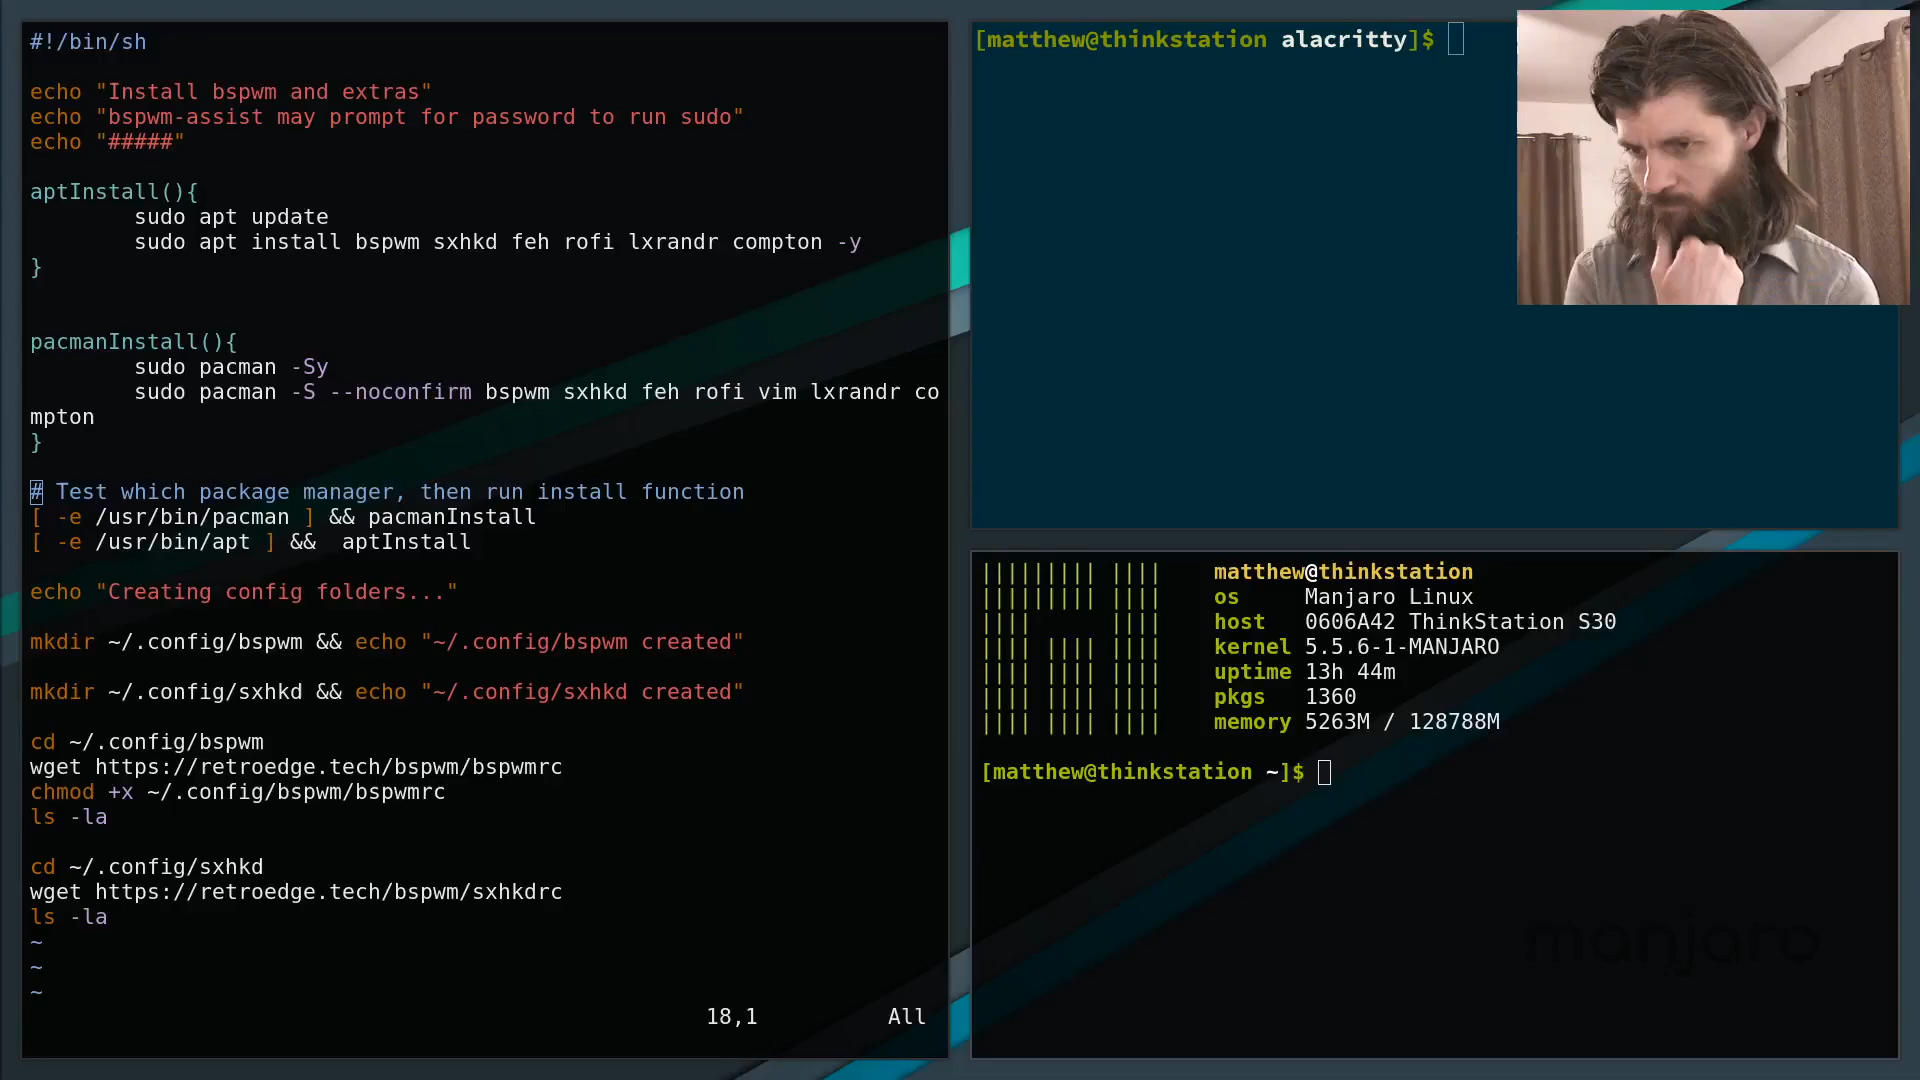 #!/bin/sh
echo "Install bspwm and extras"
echo "bspwm-assist may prompt for password to run sudo"
echo "#####"
aptInstall(){
        sudo apt update
        sudo apt install bspwm sxhkd feh rofi lxrandr compton -y
}
pacmanInstall(){
        sudo pacman -Sy
        sudo pacman -S --noconfirm bspwm sxhkd feh rofi vim lxrandr co
mpton
}
# Test which package manager, then run install function
[ -e /usr/bin/pacman ] && pacmanInstall
[ -e /usr/bin/apt ] &&  aptInstall
echo "Creating config folders..."
mkdir ~/.config/bspwm && echo "~/.config/bspwm created"
mkdir ~/.config/sxhkd && echo "~/.config/sxhkd created"
cd ~/.config/bspwm
wget https://retroedge.tech/bspwm/bspwmrc
chmod +x ~/.config/bspwm/bspwmrc
ls -la
cd ~/.config/sxhkd
wget https://retroedge.tech/bspwm/sxhkdrc
ls -la
~
~
~
18,1 All
[matthew@thinkstation alacritty]$
||||||||| |||| matthew@thinkstation
||||||||| |||| os Manjaro Linux
|||| |||| host 0606A42 ThinkStation S30
|||| |||| |||| kernel 5.5.6-1-MANJARO
|||| |||| |||| uptime 13h 44m
|||| |||| |||| pkgs 1360
|||| |||| |||| memory 5263M / 128788M
[matthew@thinkstation ~]$
manjaro